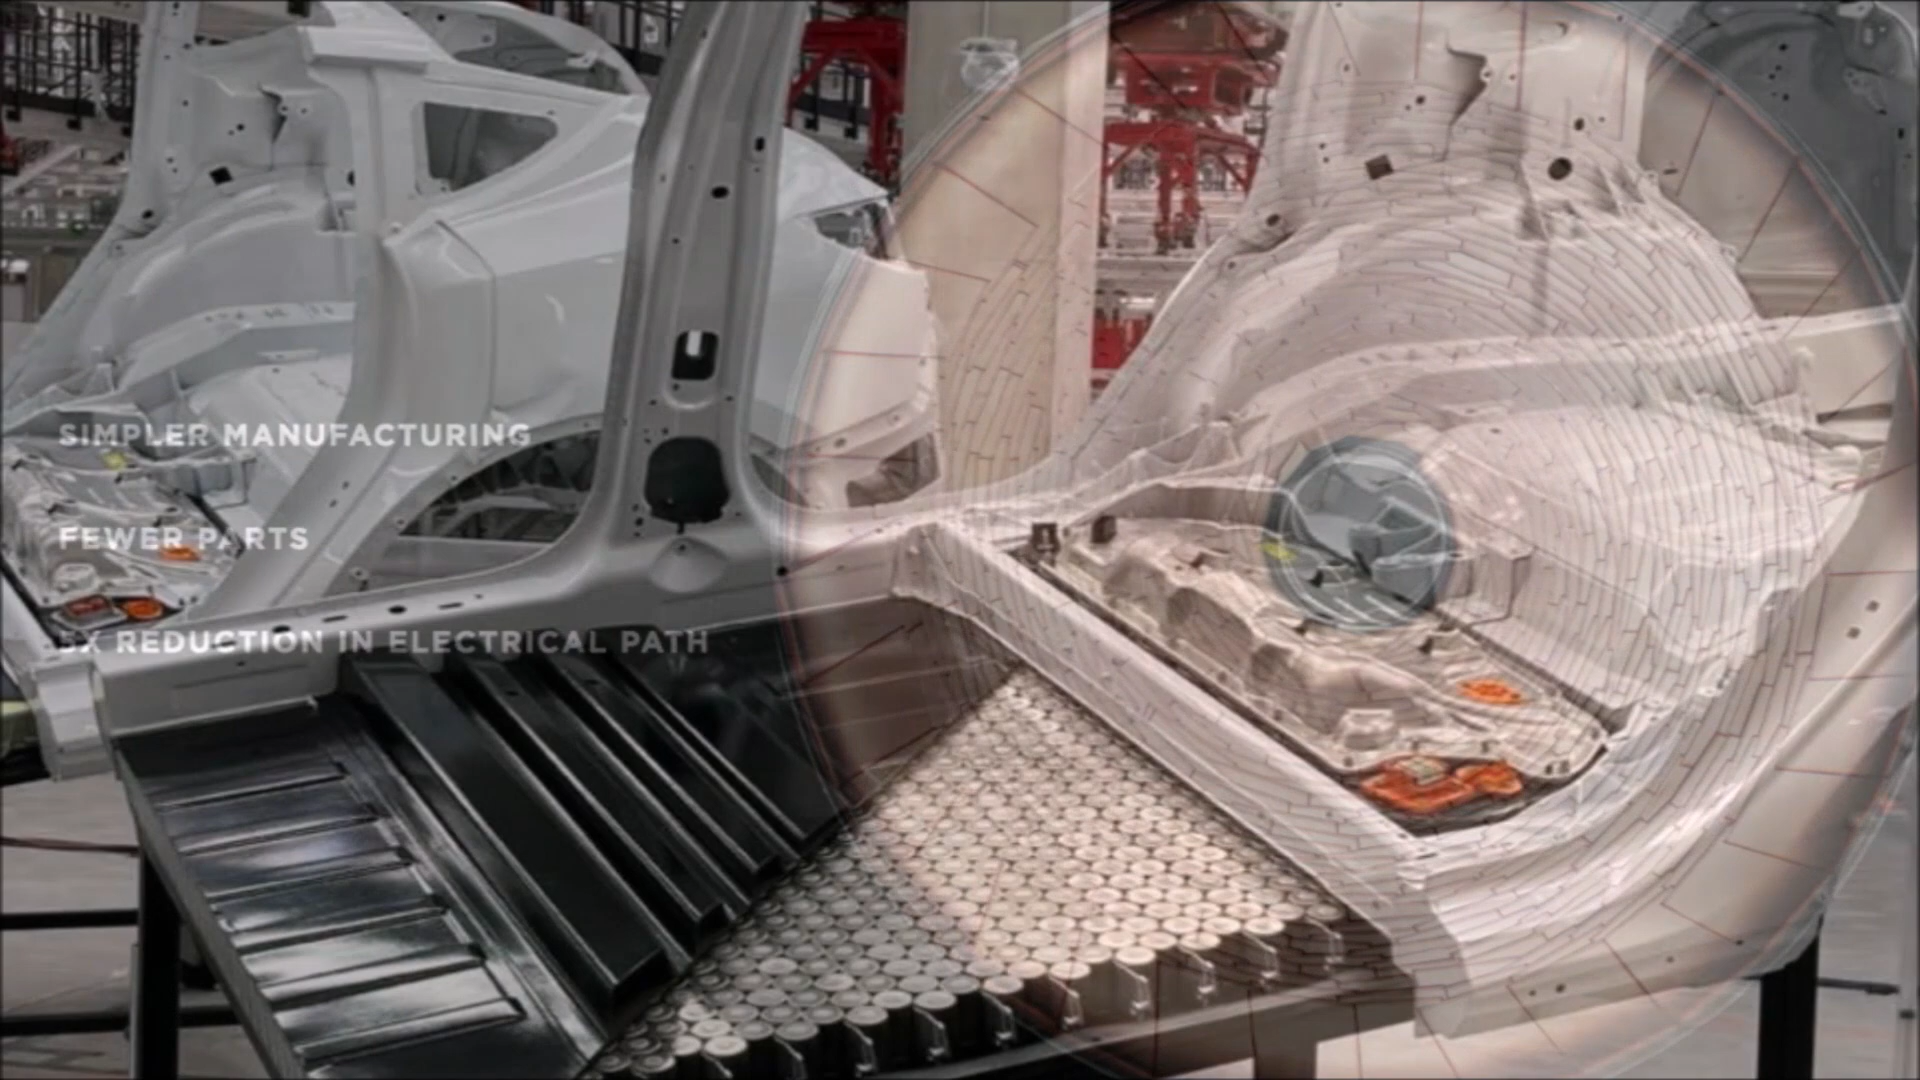 SIMPLER MANUFACTURING
FEWER PARTS
5X REDUCTION IN ELECTRICAL PATH